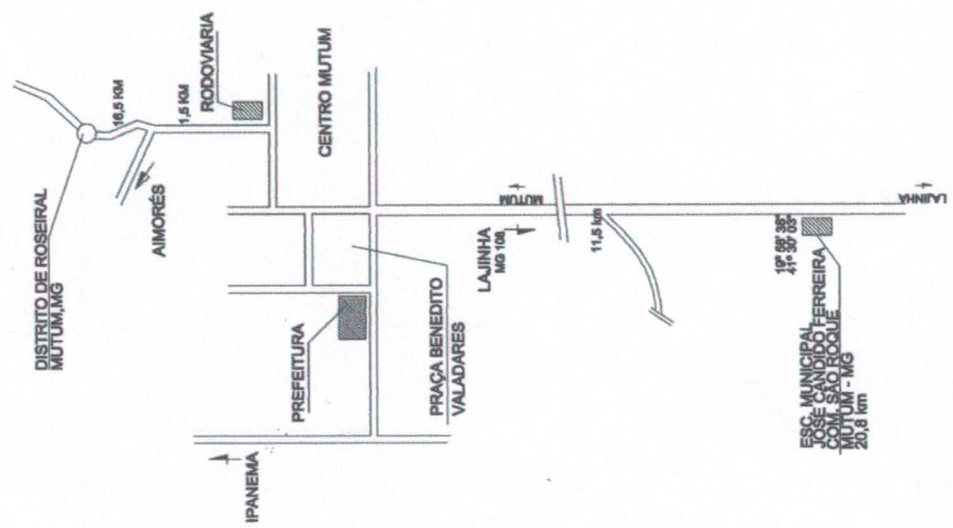 DISTRITO DE ROSEIRAL
MUTUM,MG
16,5 KM
1,5 KM
RODOVIARIA
AIMORÉS
CENTRO MUTUM
PREFEITURA
PRAÇA BENEDITO
VALADARES
IPANEMA
LAJINHA
MG 108
MUTUM
11,5 km
19º 58' 38"
41º 30' 03"
ESC. MUNICIPAL
JOSE CANDIDO FERREIRA
COM. SÃO ROQUE
MUTUM - MG
20,8 km
LAJINHA